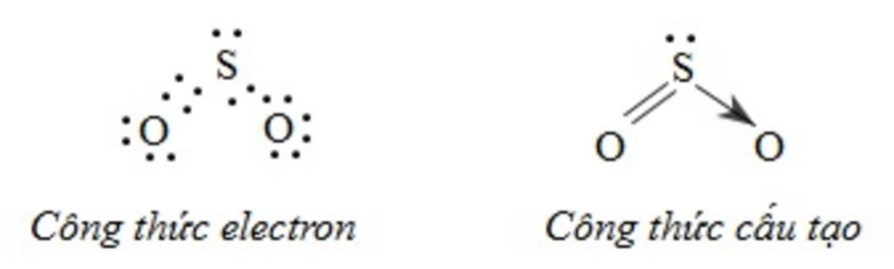 S
O O
S
O O
Công thức electron
Công thức cấu tạo